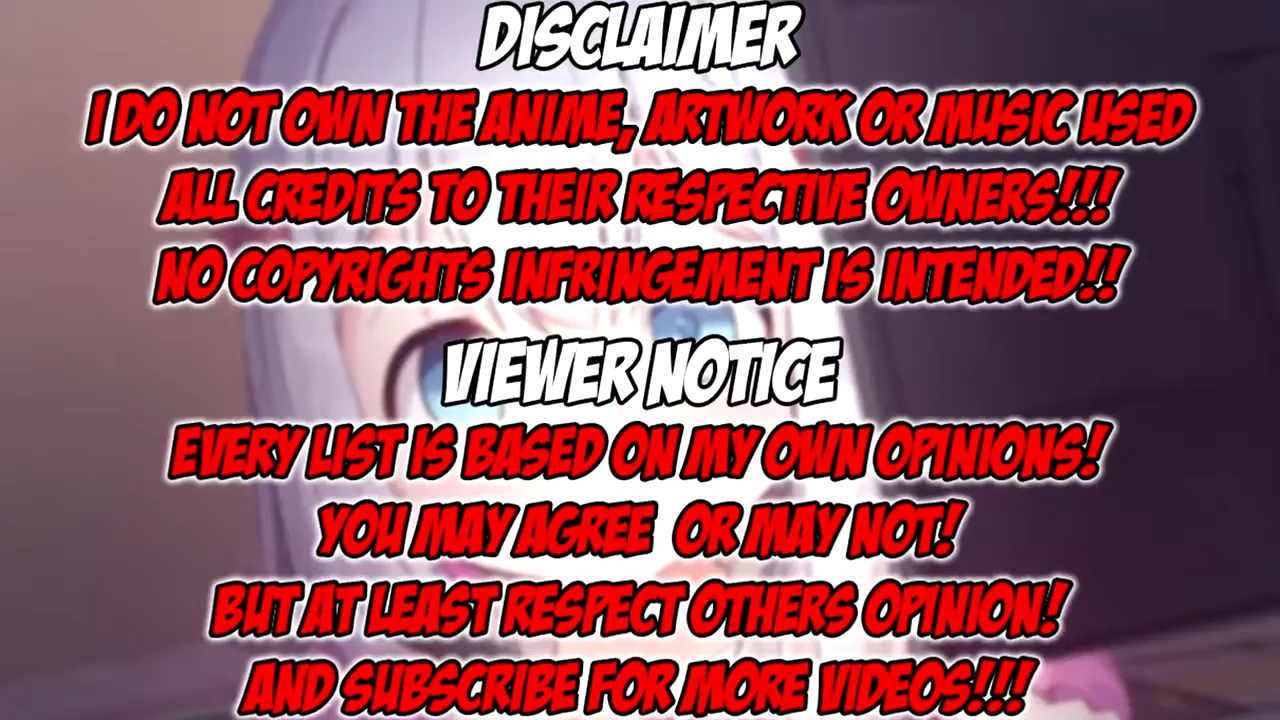 DISCLAIMER
I DO NOT OWN THE ANIME, ARTWORK OR MUSIC USED
ALL CREDITS TO THEIR RESPECTIVE OWNERS!!!
NO COPYRIGHTS INFRINGEMENT IS INTENDED!!
VIEWER NOTICE
EVERY LIST IS BASED ON MY OWN OPINIONS!
YOU MAY AGREE OR MAY NOT!
BUT AT LEAST RESPECT OTHERS OPINION!
AND SUBSCRIBE FOR MORE VIDEOS!!!